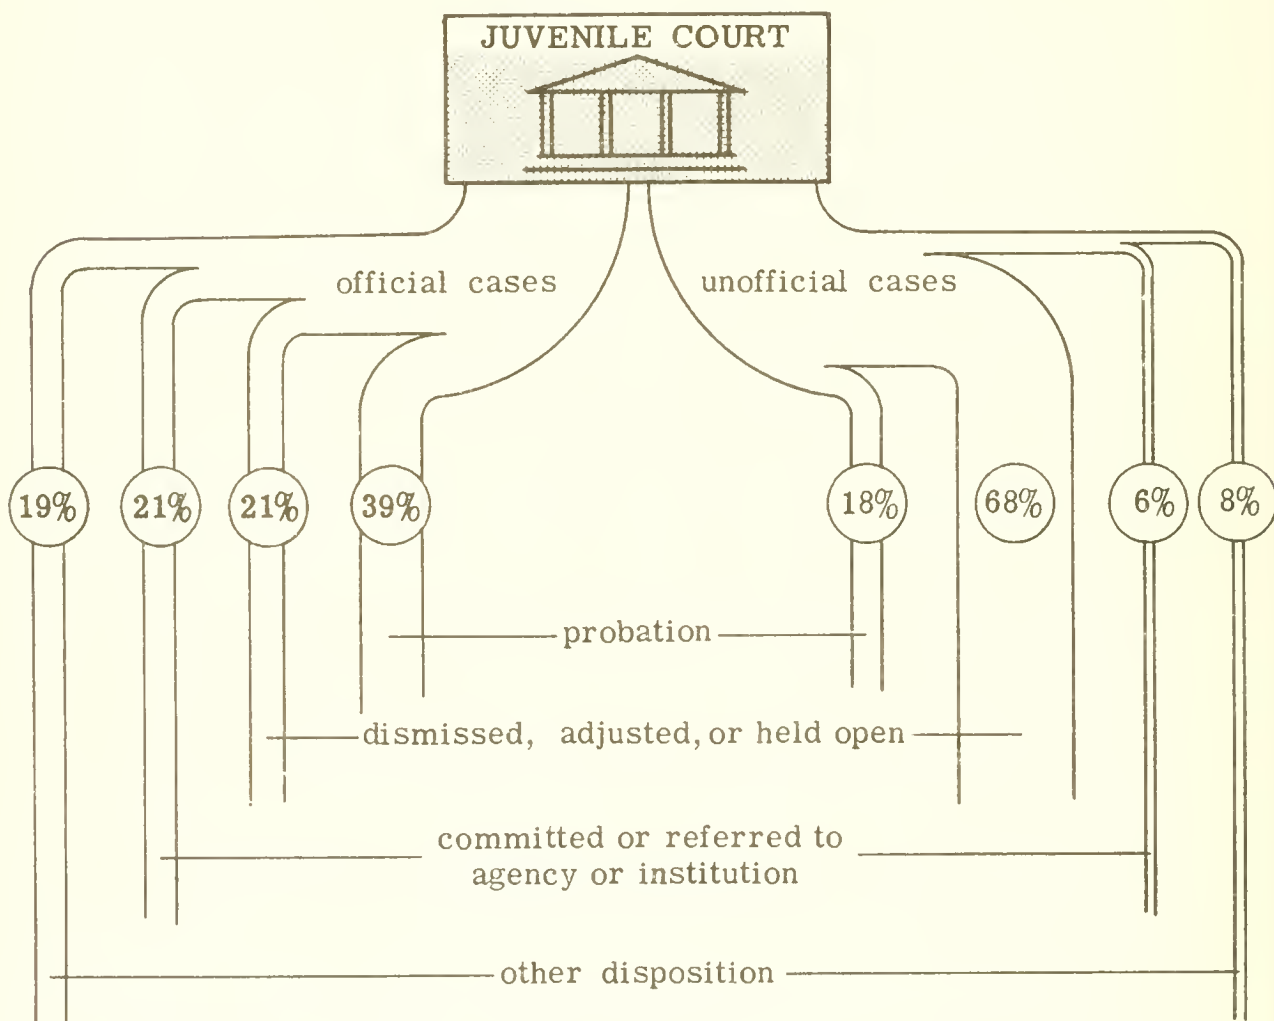 JUVENILE COURT
official cases
unofficial cases
19%
21%
21%
39%
18%
68%
6%
8%
probation
dismissed, adjusted, or held open
committed or referred to
agency or institution
other disposition